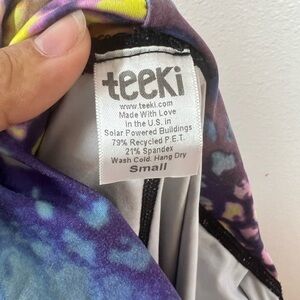 teeki
www.teeki.com
Made With Love
in the U.S. in
Solar Powered Buildings
79% Recycled P.E.T.
21% Spandex
Wash Cold. Hang Dry
Small